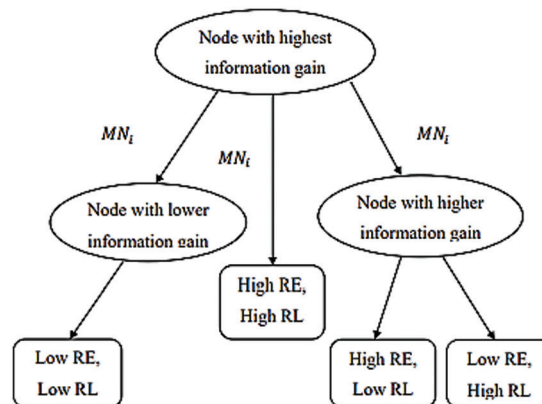 Node with highest
information gain
MNᵢ
MNᵢ
MNᵢ
Node with lower
information gain
Node with higher
information gain
High RE,
High RL
Low RE,
Low RL
High RE,
Low RL
Low RE,
High RL